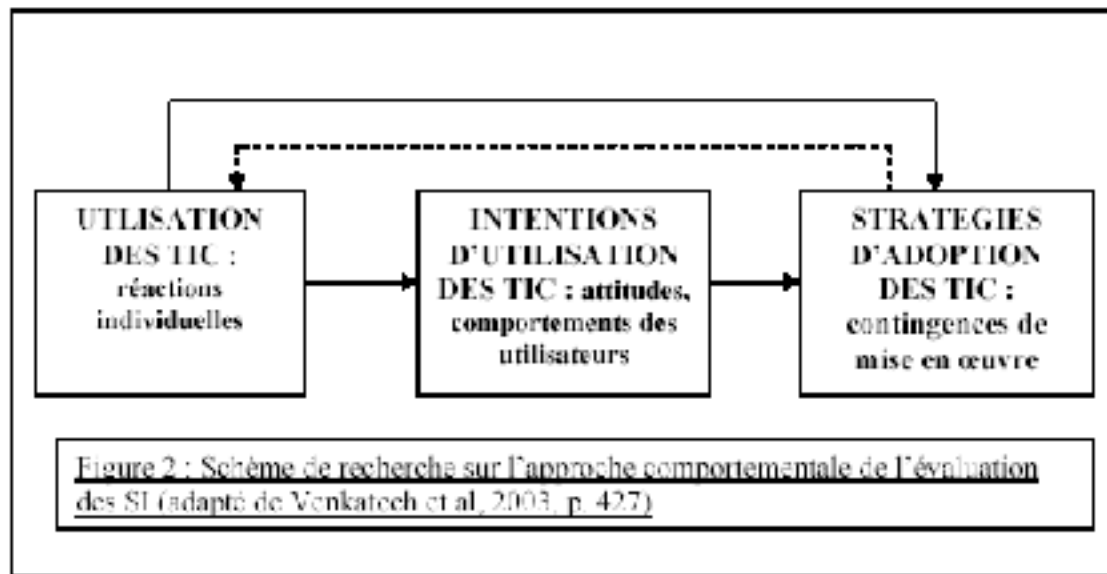 UTLISATION
DES TIC :
réactions
individuelles
INTENTIONS
D’UTILISATION
DES TIC : attitudes,
comportements des
utilisateurs
STRATEGIES
D’ADOPTION
DES TIC :
contingences de
mise en œuvre
Figure 2 : Schème de recherche sur l’approche comportementale de l’évaluation
des SI (adapté de Venkatech et al, 2003, p. 427)